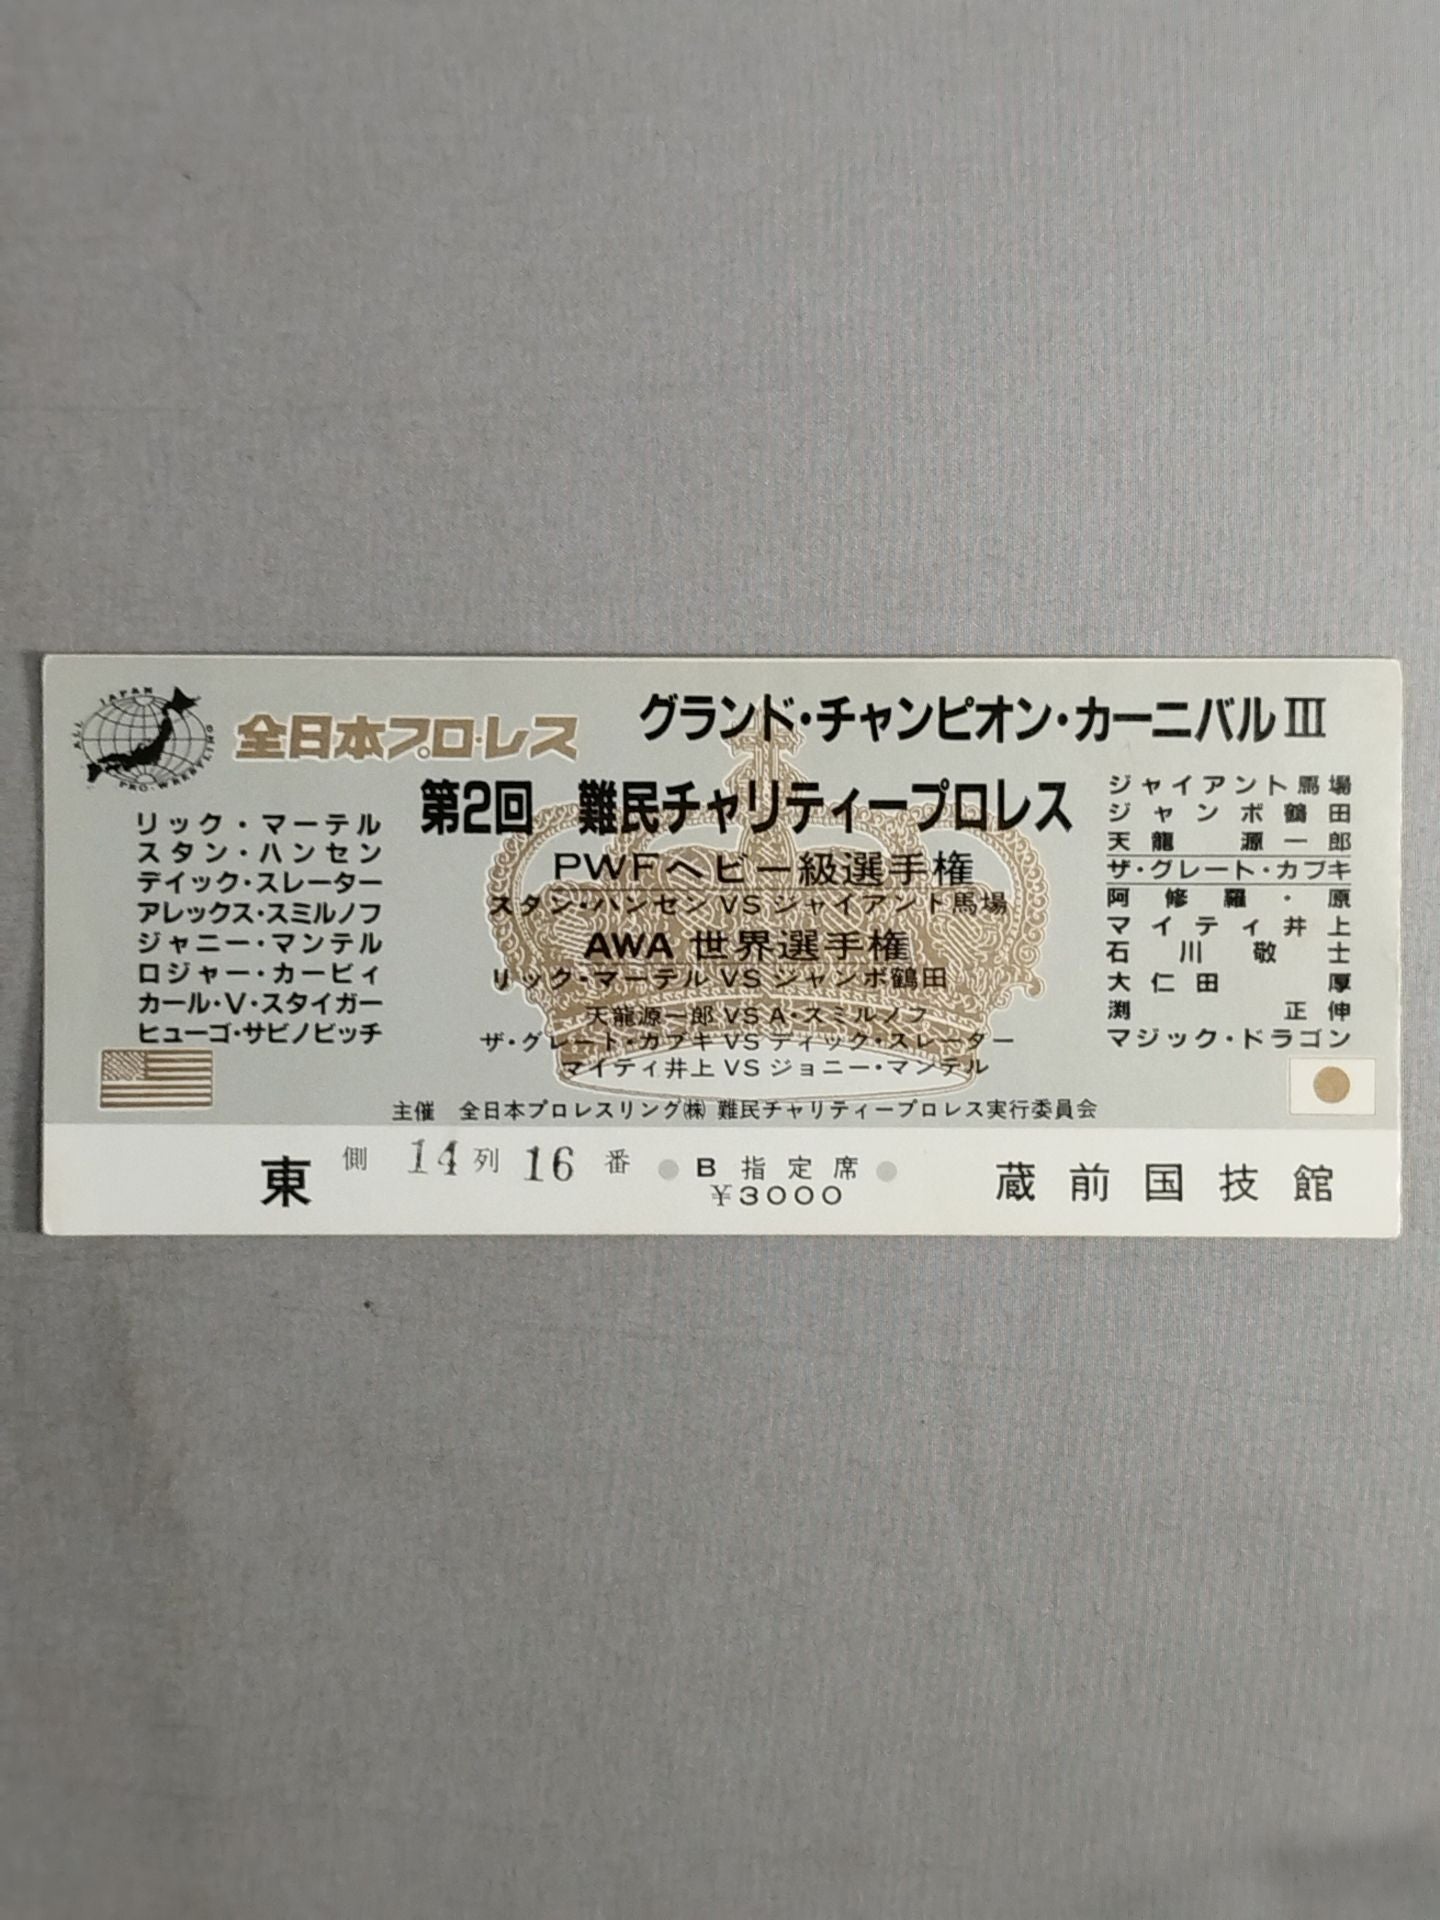 ALL JAPAN PRO-WRESTLING
全日本プロ・レス
グランド・チャンピオン・カーニバルⅢ
第2回 難民チャリティープロレス
PWFヘビー級選手権
スタン・ハンセン VS ジャイアント馬場
AWA 世界選手権
リック・マーテル VS ジャンボ鶴田
天龍源一郎 VS A・スミルノフ
ザ・グレート・カブキ VS ディック・スレーター
マイティ井上 VS ジョニー・マンテル
リック・マーテル
スタン・ハンセン
デイック・スレーター
アレックス・スミルノフ
ジャニー・マンテル
ロジャー・カービィ
カール・V・スタイガー
ヒューゴ・サビノビッチ
ジャイアント馬場
ジャンボ鶴田
天龍 源一郎
ザ・グレート・カブキ
阿修羅・原
マイティ井上
石川敬士
大仁田 厚
渕 正伸
マジック・ドラゴン
主催 全日本プロレスリング㈱ 難民チャリティープロレス実行委員会
東 側 14 列 16 番 B 指定席
¥3000
蔵前国技館